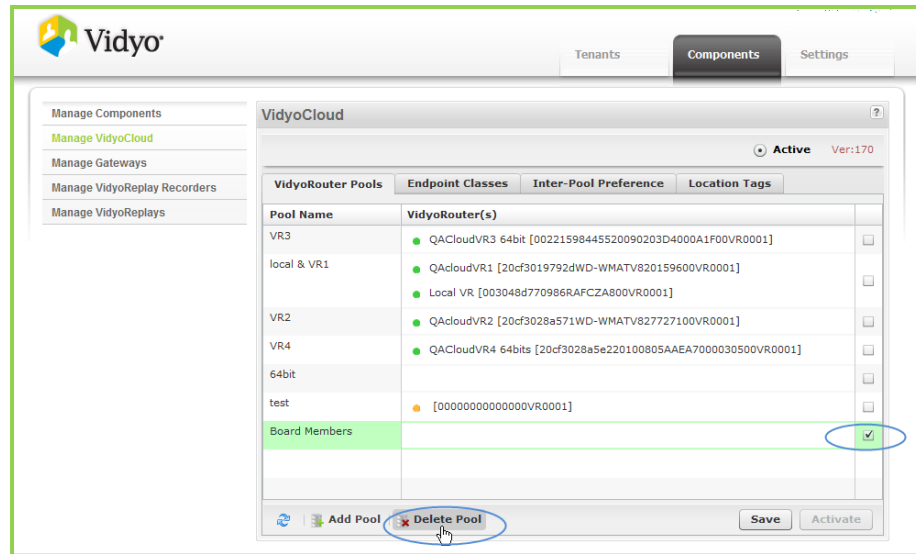 Vidyo
Tenants Components Settings
Manage Components
Manage VidyoCloud
Manage Gateways
Manage VidyoReplay Recorders
Manage VidyoReplays
VidyoCloud ?
Active Ver:170
VidyoRouter Pools Endpoint Classes Inter-Pool Preference Location Tags
Pool Name VidyoRouter(s)
VR3 QACloudVR3 64bit [00221598445520090203D4000A1F00VR0001]
local & VR1 QAcloudVR1 [20cf3019792dWD-WMATV820159600VR0001]
Local VR [003048d770986RAFCZA800VR0001]
VR2 QAcloudVR2 [20cf3028a571WD-WMATV827727100VR0001]
VR4 QACloudVR4 64bits [20cf3028a5e220100805AAEA7000030500VR0001]
64bit
test [00000000000000VR0001]
Board Members
Add Pool Delete Pool Save Activate